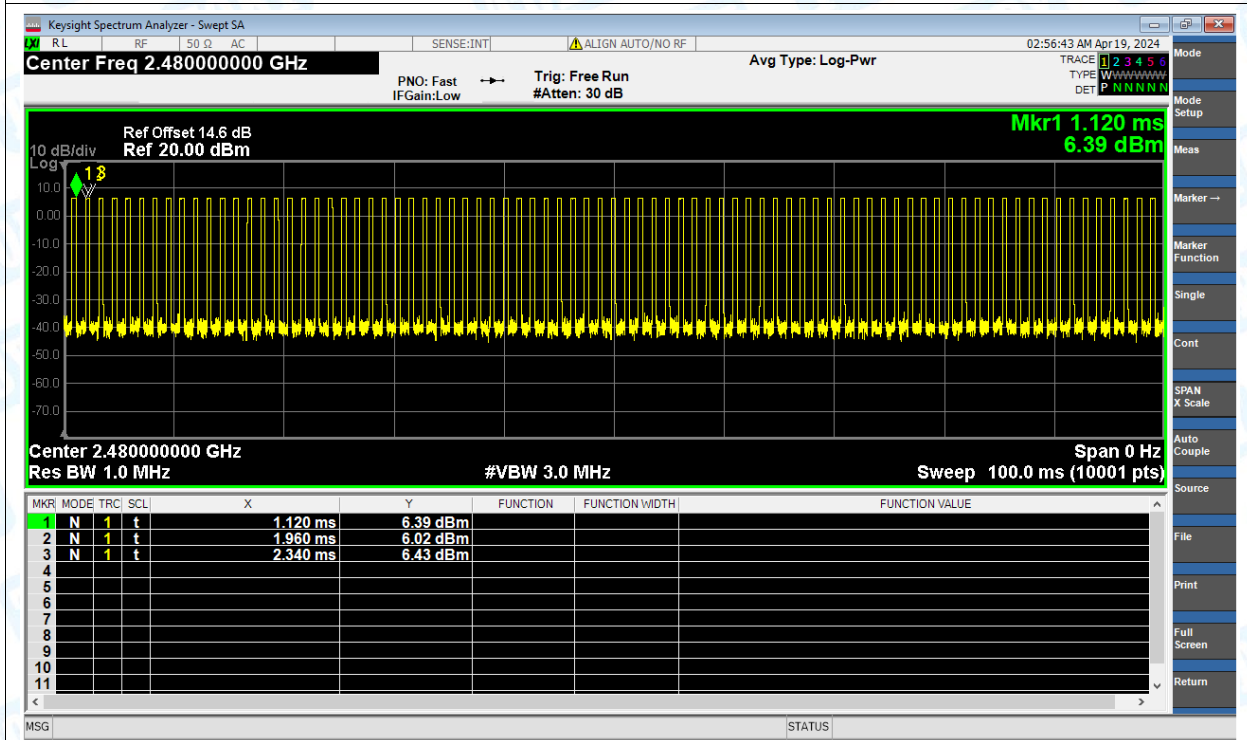 Keysight Spectrum Analyzer - Swept SA
LXI RL RF 50 Ω AC SENSE:INT ALIGN AUTO/NO RF 02:56:43 AM Apr 19, 2024
Center Freq 2.480000000 GHz
PNO: Fast
IFGain:Low
Trig: Free Run
#Atten: 30 dB
Avg Type: Log-Pwr
TRACE 1 2 3 4 5 6
TYPE WWWWWW
DET P N N N N N
Ref Offset 14.6 dB
10 dB/div Ref 20.00 dBm
Log
Mkr1 1.120 ms
6.39 dBm
10.0
0.00
-10.0
-20.0
-30.0
-40.0
-50.0
-60.0
-70.0
1
3
Center 2.480000000 GHz Span 0 Hz
Res BW 1.0 MHz #VBW 3.0 MHz Sweep 100.0 ms (10001 pts)
MKR MODE TRC SCL X Y FUNCTION FUNCTION WIDTH FUNCTION VALUE
1 N 1 t 1.120 ms 6.39 dBm
2 N 1 t 1.960 ms 6.02 dBm
3 N 1 t 2.340 ms 6.43 dBm
4
5
6
7
8
9
10
11
MSG STATUS
Mode
Mode
Setup
Meas
Marker →
Marker
Function
Single
Cont
SPAN
X Scale
Auto
Couple
Source
File
Print
Full
Screen
Return